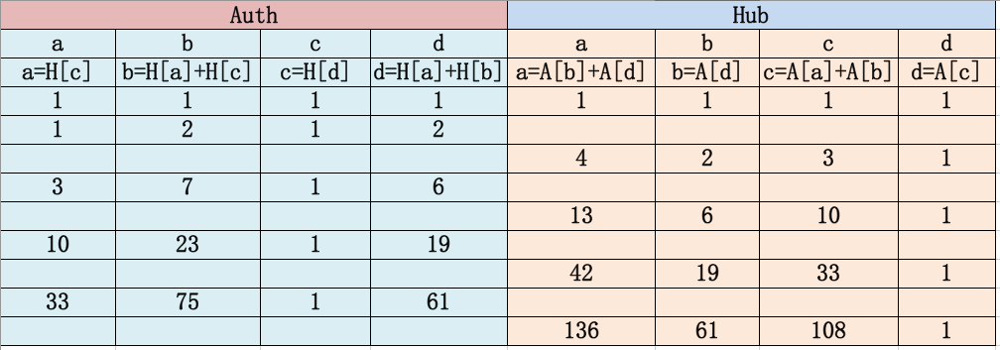 Auth Hub
a b c d a b c d
a=H[c] b=H[a]+H[c] c=H[d] d=H[a]+H[b] a=A[b]+A[d] b=A[d] c=A[a]+A[b] d=A[c]
1 1 1 1 1 1 1 1
1 2 1 2
4 2 3 1
3 7 1 6
13 6 10 1
10 23 1 19
42 19 33 1
33 75 1 61
136 61 108 1